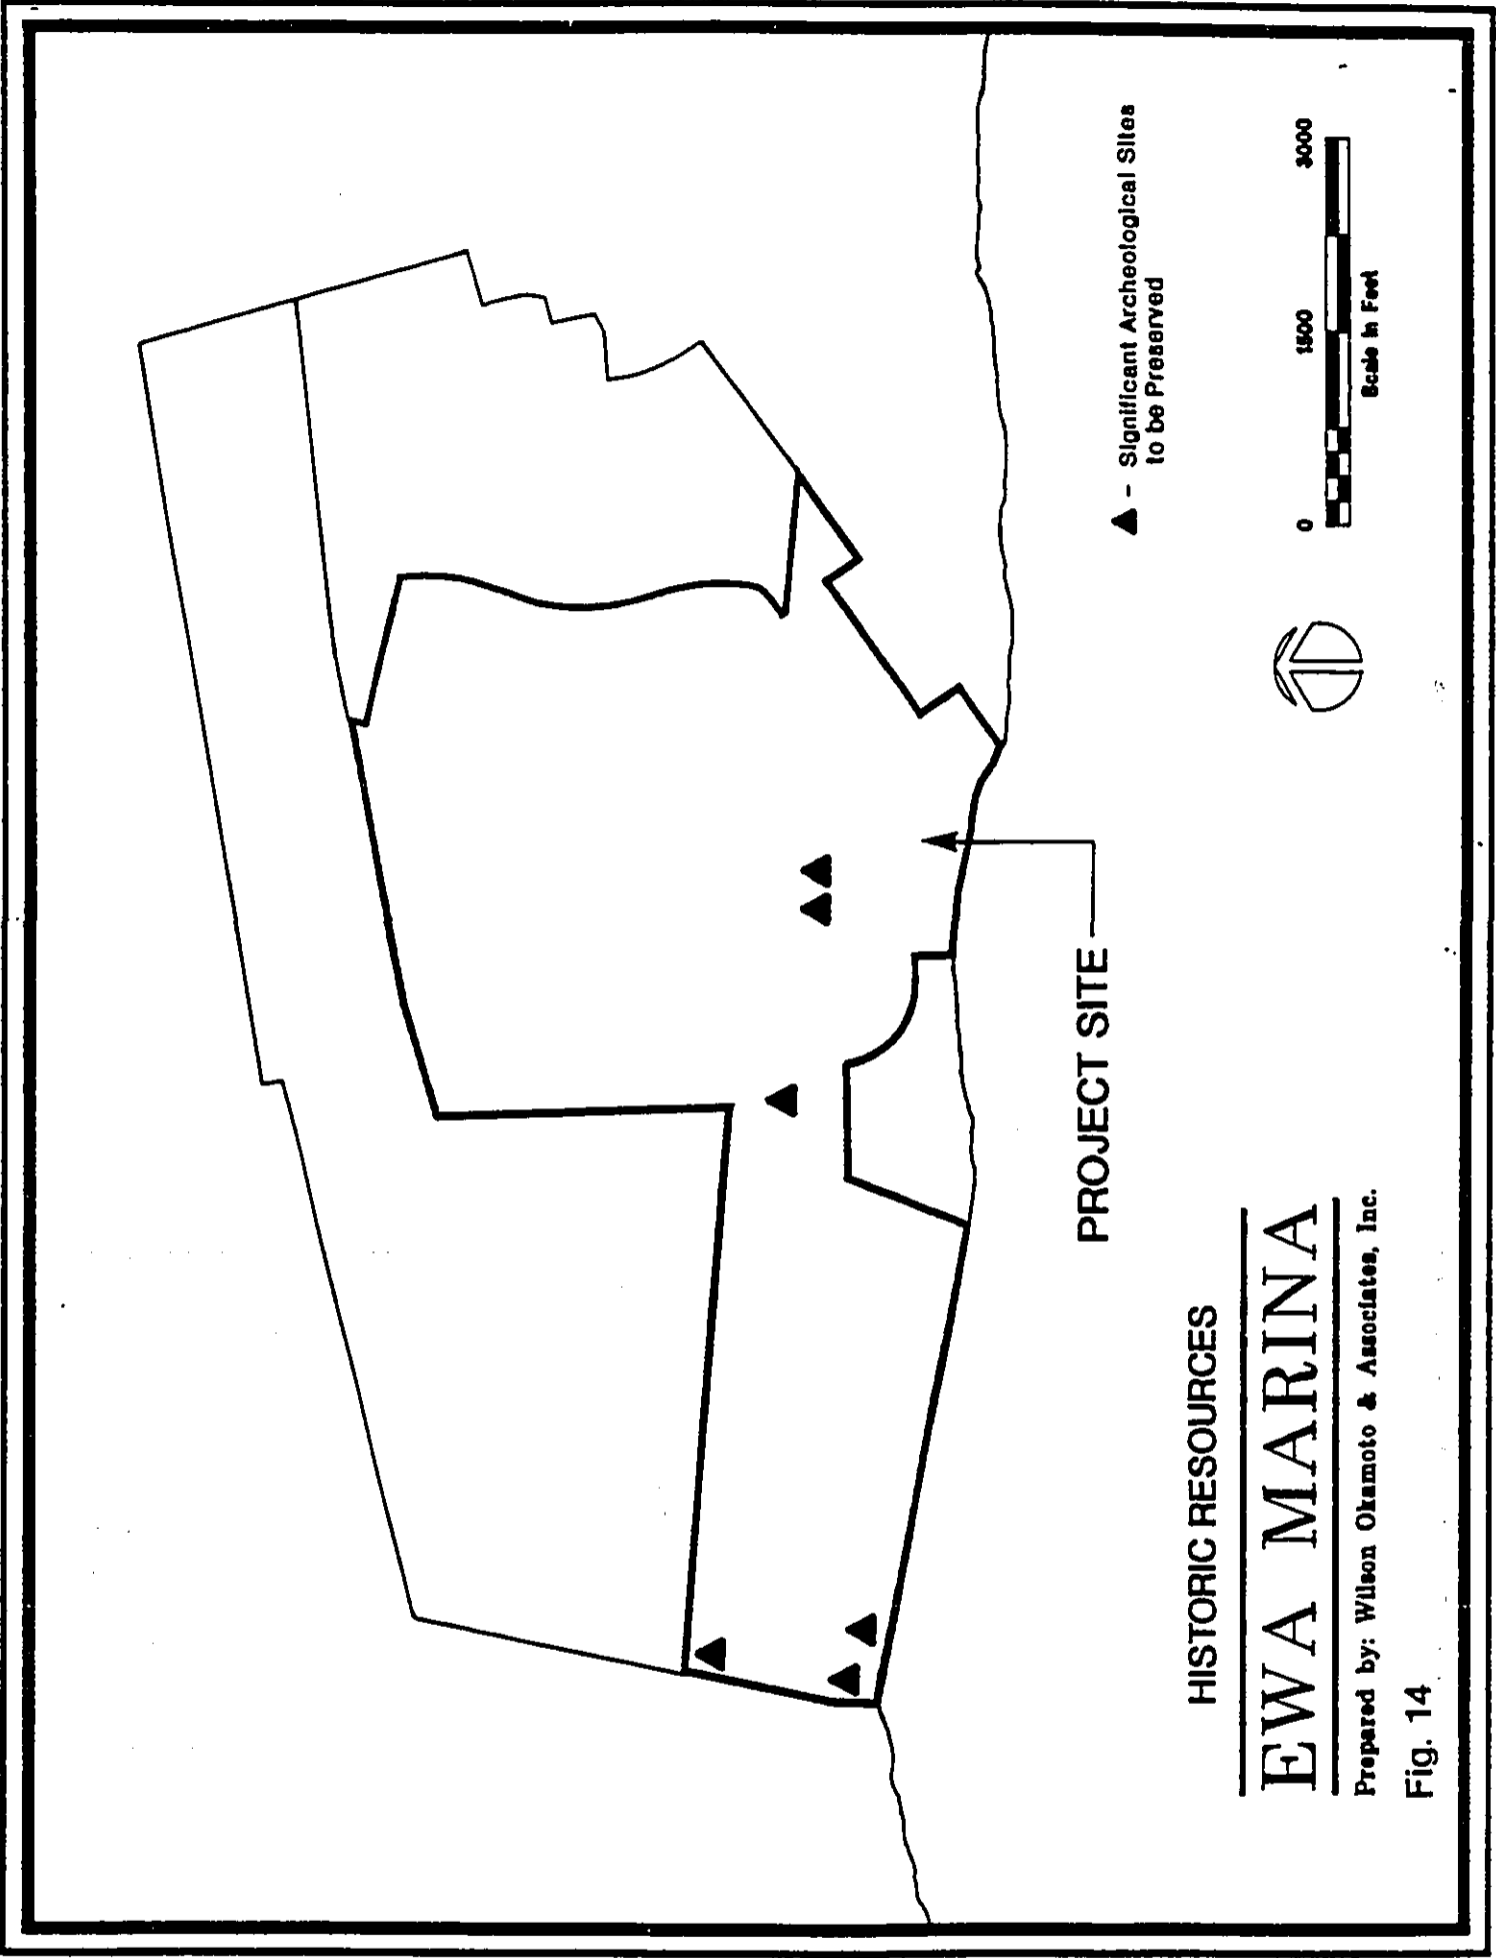 PROJECT SITE
▲ - Significant Archeological Sites
to be Preserved
HISTORIC RESOURCES
EWA MARINA
Prepared by: Wilson Okamoto & Associates, Inc.
Fig. 14
0 1500 3000
Scale in Feet